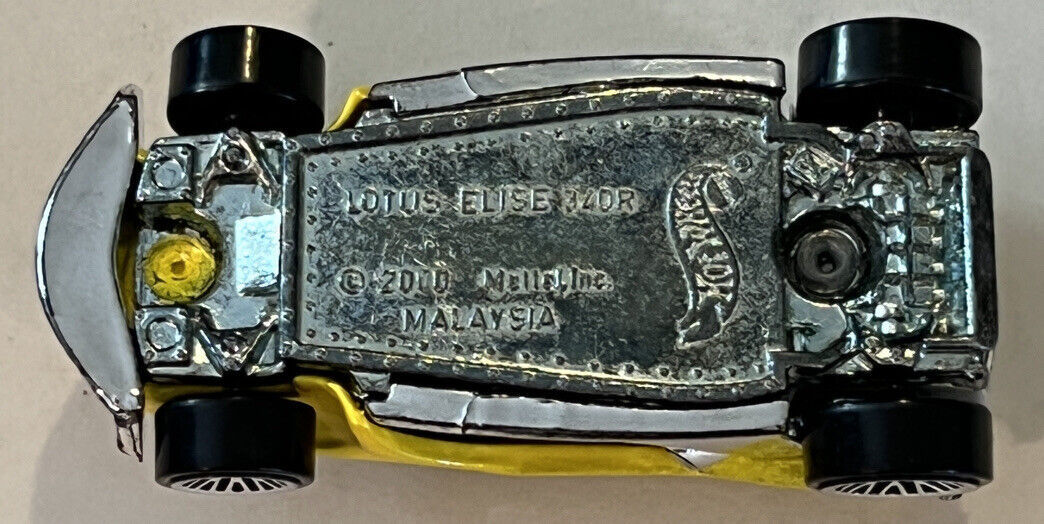 LOTUS ELISE 340R
© 2000 Mattel, Inc.
MALAYSIA
Hot Wheels